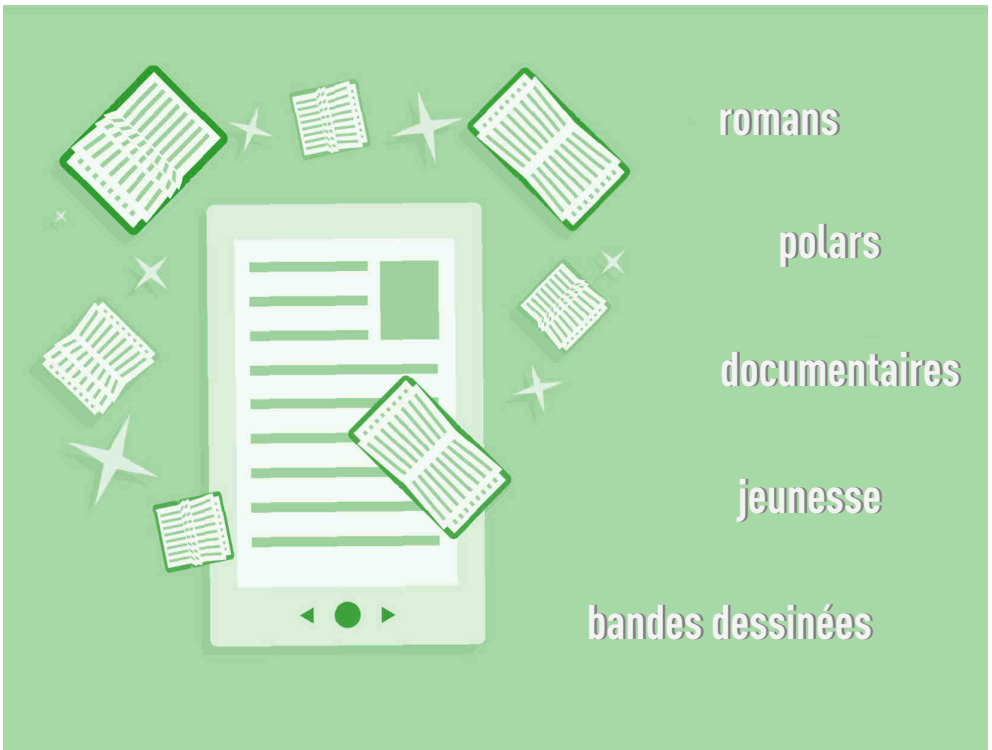 romans
polars
documentaires
jeunesse
bandes dessinées